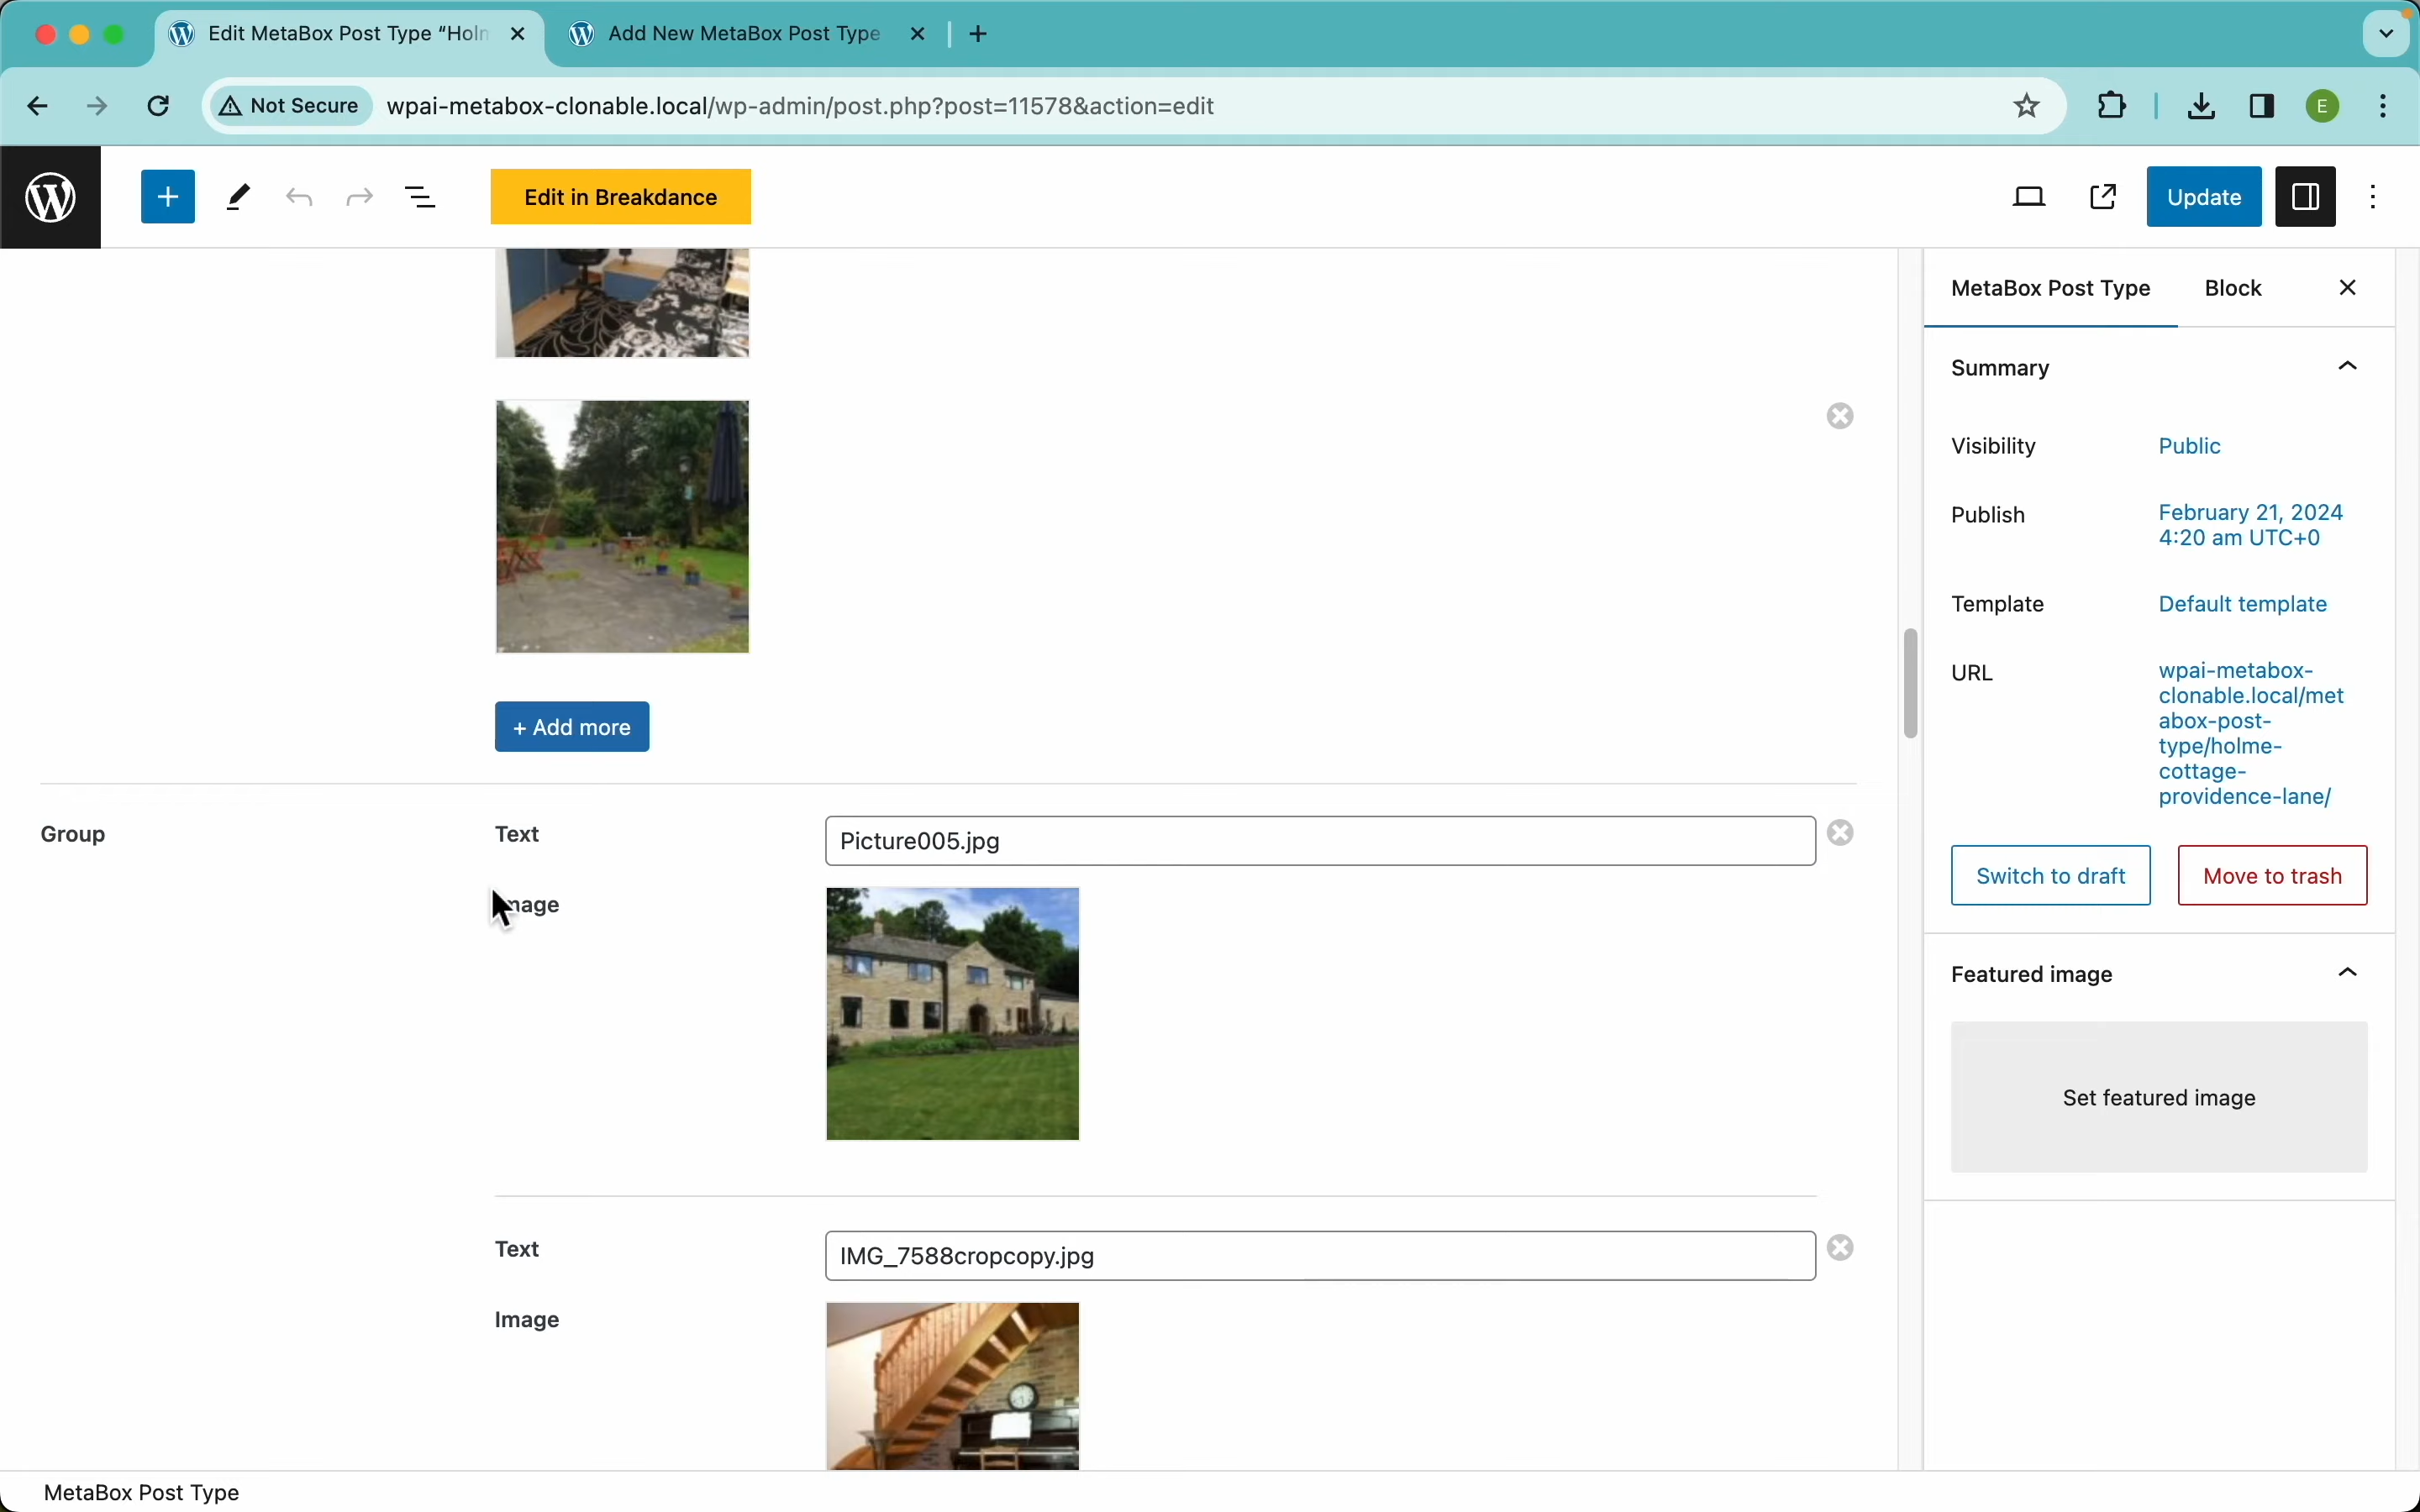 Edit MetaBox Post Type “Holm
Add New MetaBox Post Type
Not Secure
wpai-metabox-clonable.local/wp-admin/post.php?post=11578&action=edit
E
Edit in Breakdance
Update
MetaBox Post Type
Block
Summary
Visibility
Public
Publish
February 21, 2024
4:20 am UTC+0
Template
Default template
URL
wpai-metabox-
clonable.local/met
abox-post-
type/holme-
cottage-
providence-lane/
Switch to draft
Move to trash
Featured image
Set featured image
+ Add more
Group
Text
Picture005.jpg
Image
Text
IMG_7588cropcopy.jpg
Image
MetaBox Post Type